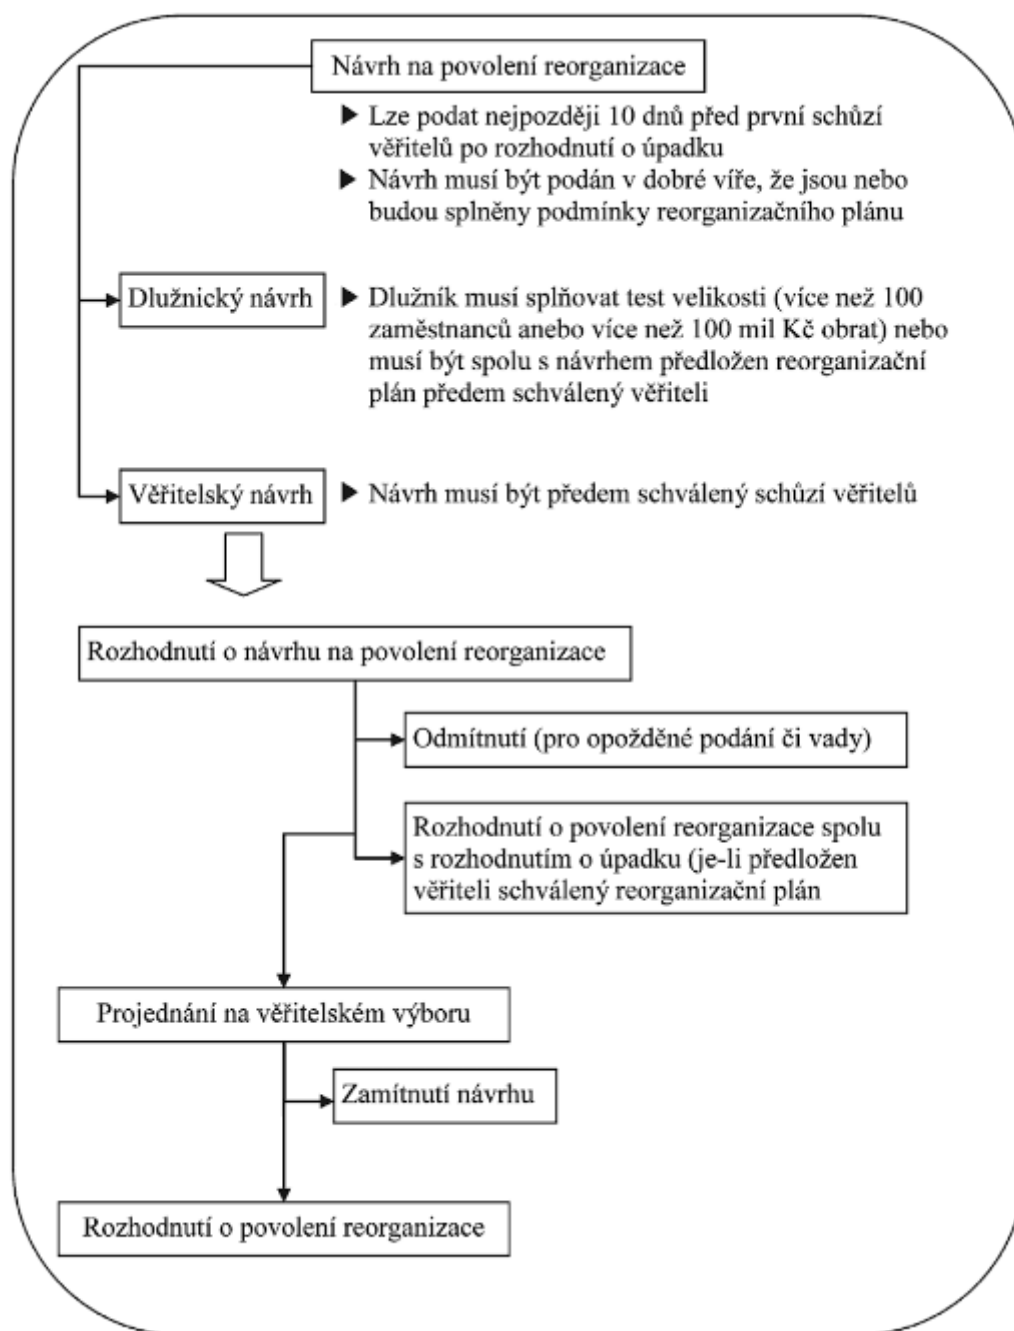 Návrh na povolení reorganizace
▶ Lze podat nejpozději 10 dnů před první schůzí
věřitelů po rozhodnutí o úpadku
▶ Návrh musí být podán v dobré víře, že jsou nebo
budou splněny podmínky reorganizačního plánu
Dlužnický návrh
▶ Dlužník musí splňovat test velikosti (více než 100
zaměstnanců anebo více než 100 mil Kč obrat) nebo
musí být spolu s návrhem předložen reorganizační
plán předem schválený věřiteli
Věřitelský návrh
▶ Návrh musí být předem schválený schůzí věřitelů
Rozhodnutí o návrhu na povolení reorganizace
Odmítnutí (pro opožděné podání či vady)
Rozhodnutí o povolení reorganizace spolu
s rozhodnutím o úpadku (je-li předložen
věřiteli schválený reorganizační plán
Projednání na věřitelském výboru
Zamítnutí návrhu
Rozhodnutí o povolení reorganizace